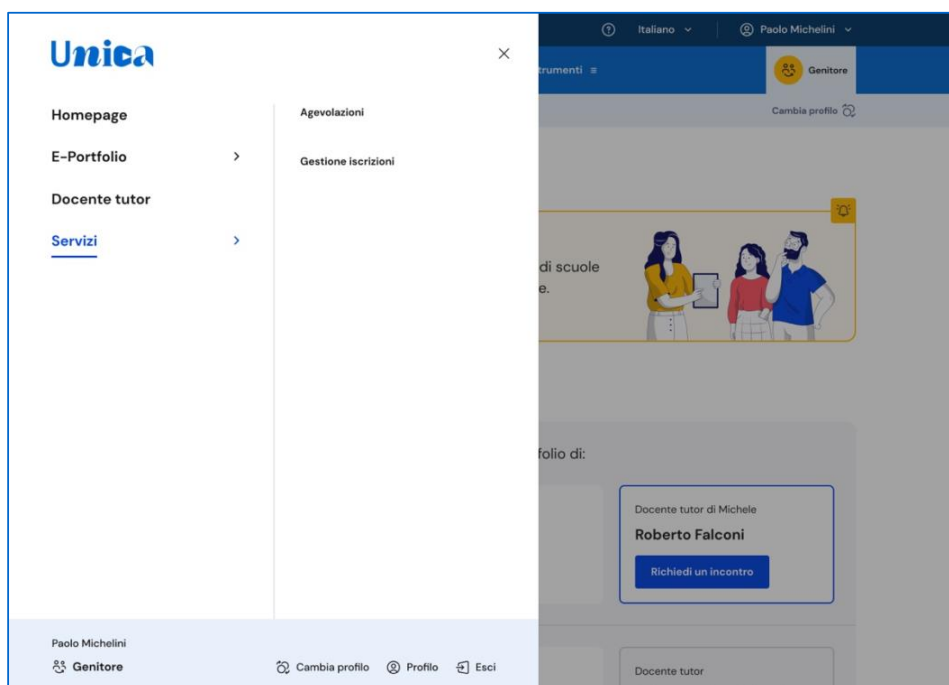 Unica
Homepage
E-Portfolio
Docente tutor
Servizi
Agevolazioni
Gestione iscrizioni
Paolo Michelini
Genitore
Cambia profilo
Profilo
Esci
Italiano
Paolo Michelini
trumenti
Genitore
Cambia profilo
di scuole
e.
folio di:
Docente tutor di Michele
Roberto Falconi
Richiedi un incontro
Docente tutor